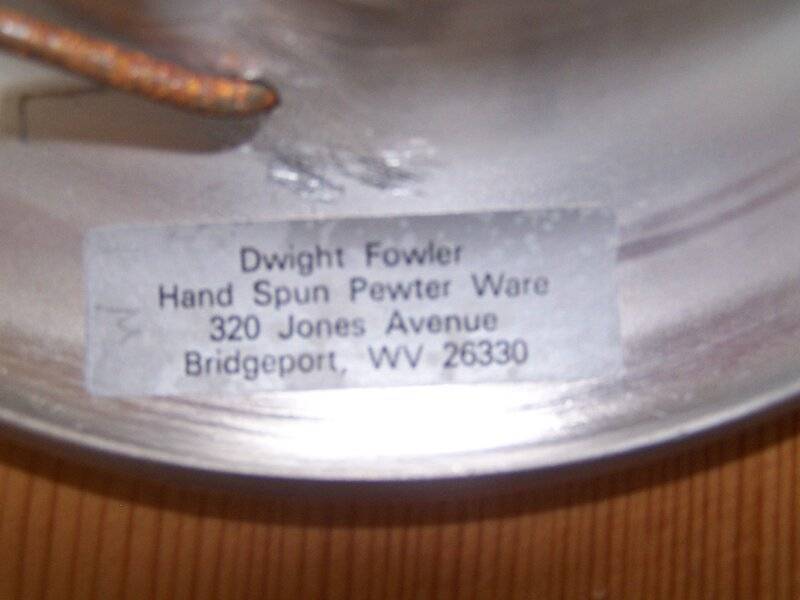 Dwight Fowler
Hand Spun Pewter Ware
320 Jones Avenue
Bridgeport, WV 26330